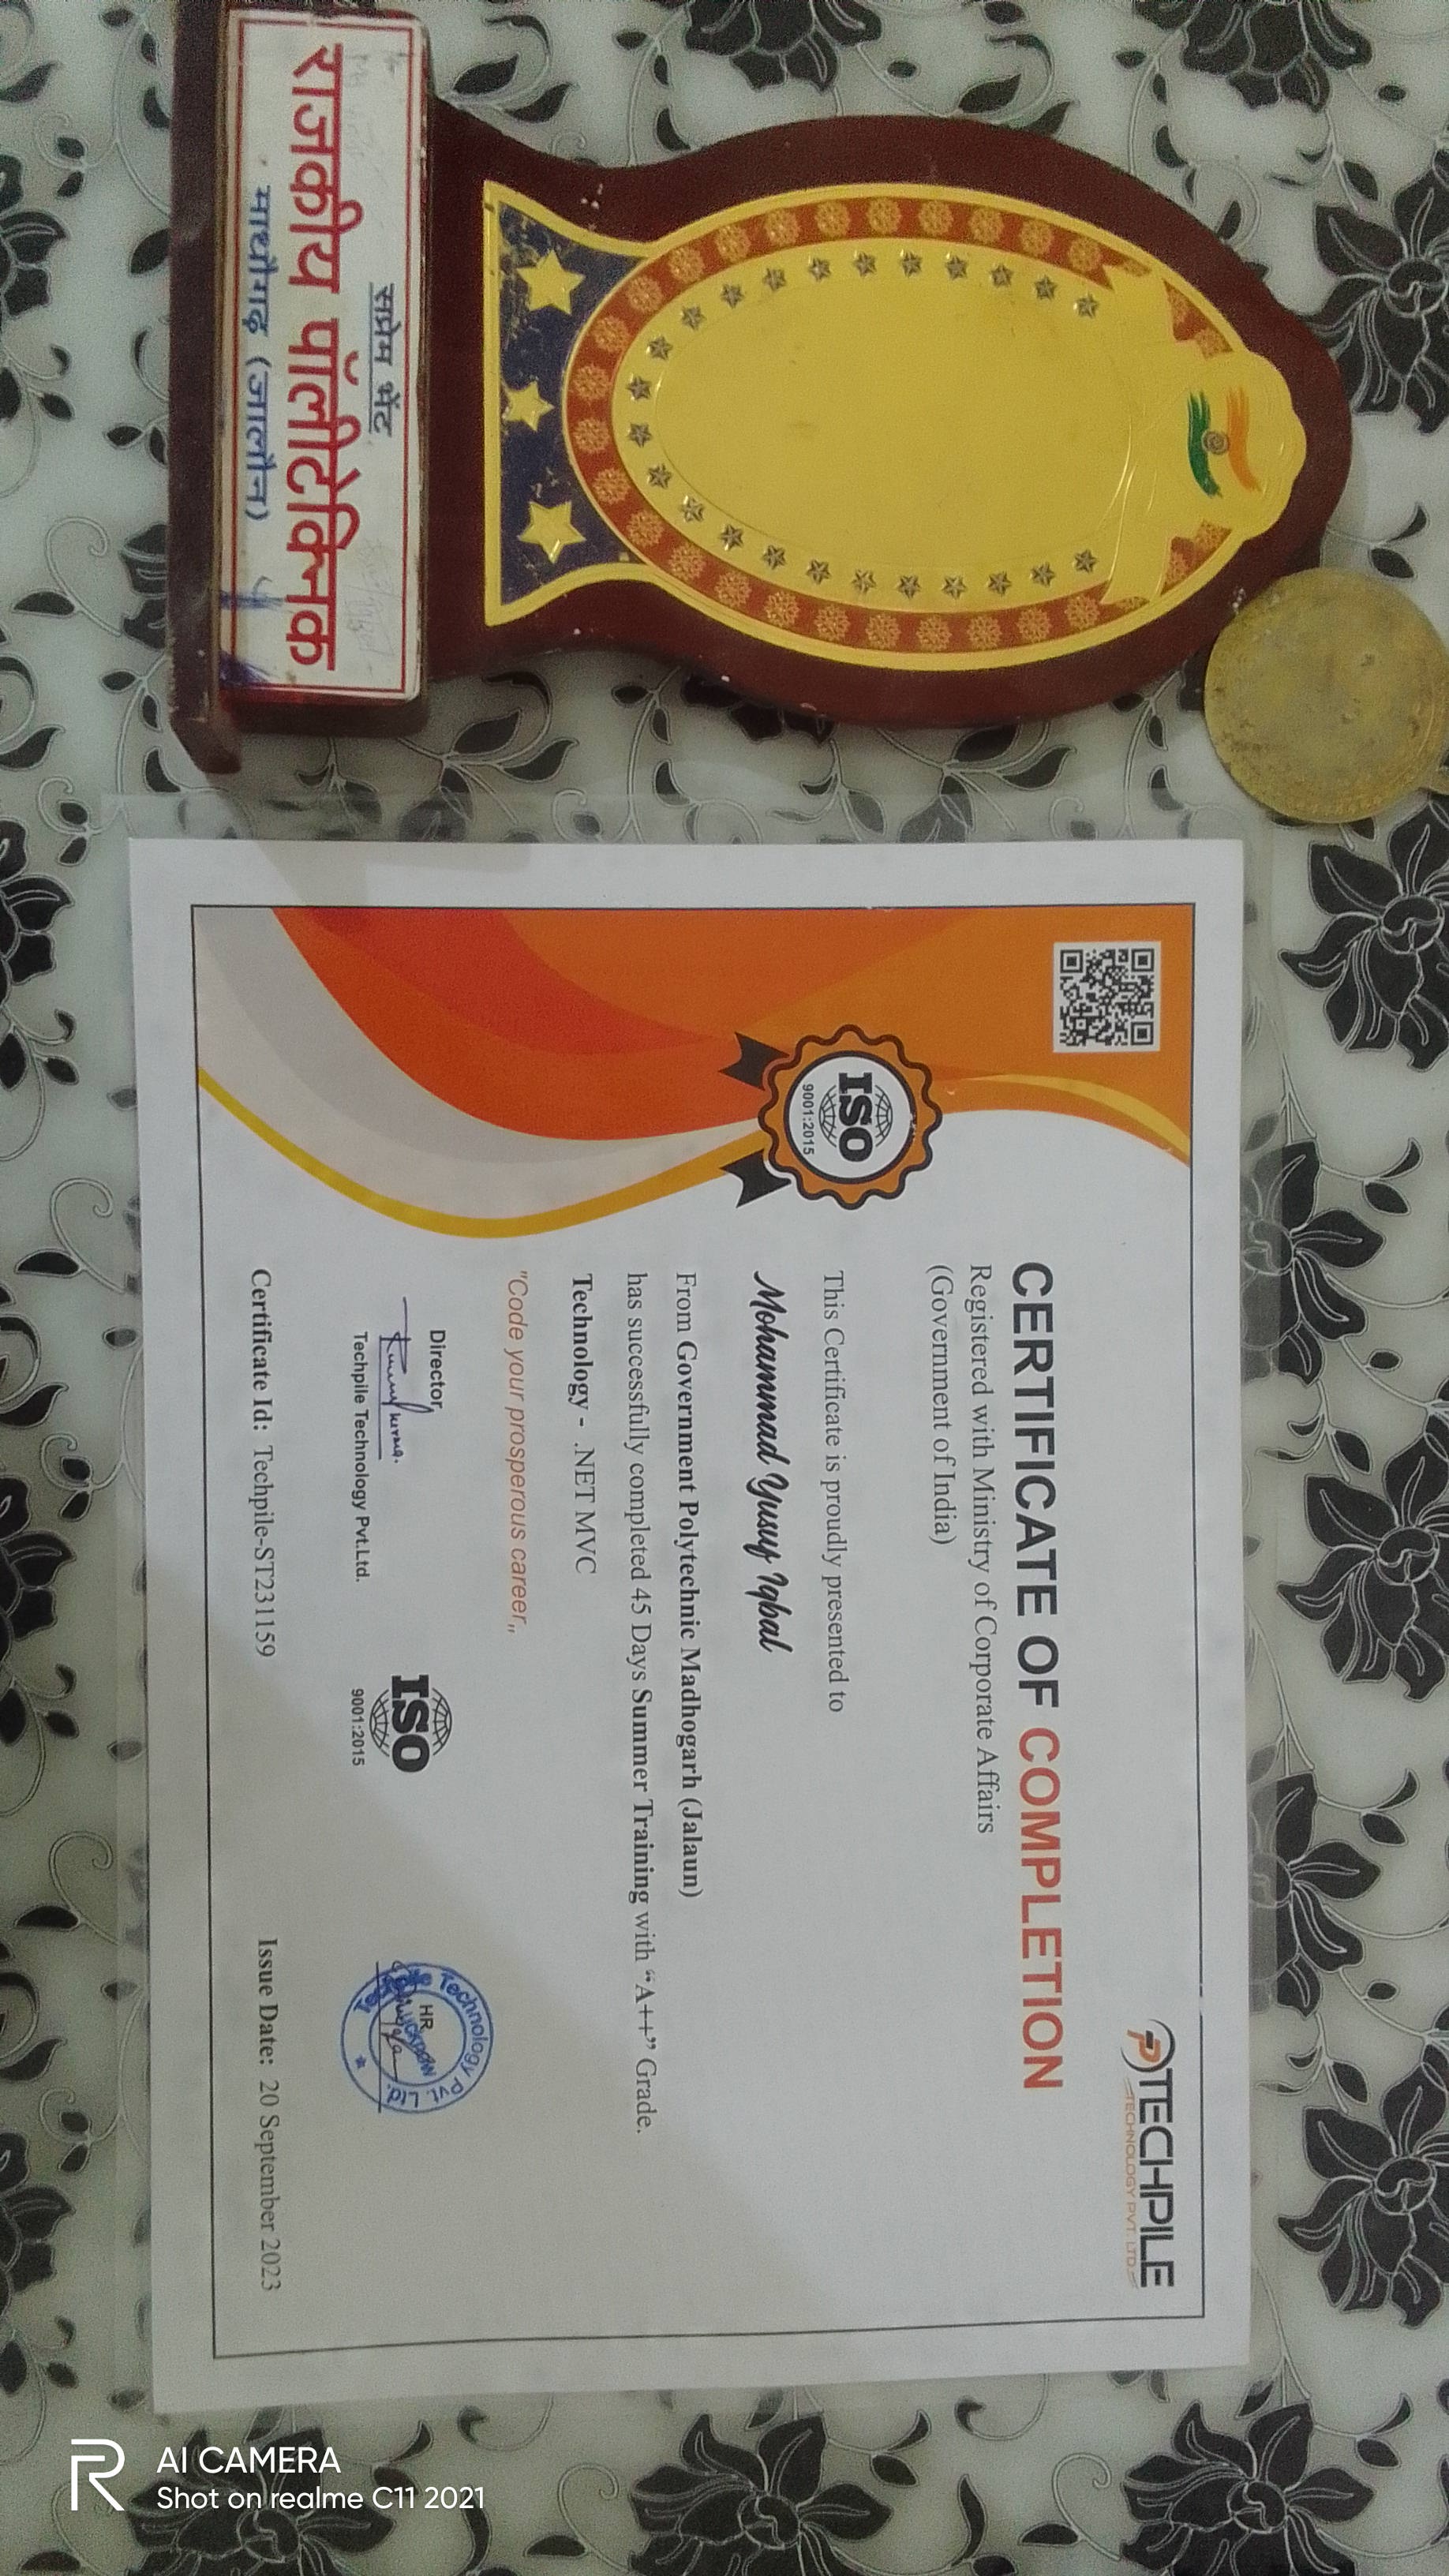 सप्रेम भेंट
राजकीय पॉलीटेक्निक
माधौगढ़ (जालौन)
TECHPILE
TECHNOLOGY PVT. LTD.
CERTIFICATE OF COMPLETION
Registered with Ministry of Corporate Affairs
(Government of India)
ISO
9001:2015
This Certificate is proudly presented to
Mohammad Yusuf Iqbal
From Government Polytechnic Madhogarh (Jalaun)
has successfully completed 45 Days Summer Training with “A++” Grade.
Technology - .NET MVC
"Code your prosperous career,,
Director
Techpile Technology Pvt.Ltd.
ISO
9001:2015
Techpile Technology Pvt. Ltd.
HR
LUCKNOW
Certificate Id: Techpile-ST231159
Issue Date: 20 September 2023
AI CAMERA
Shot on realme C11 2021